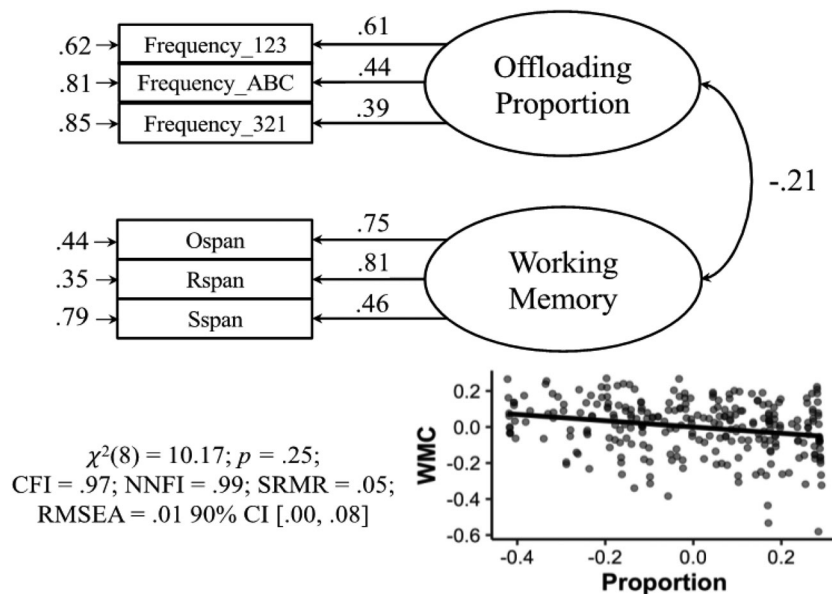 .62 Frequency_123 .61
.81 Frequency_ABC .44
.85 Frequency_321 .39
Offloading
Proportion
-.21
.44 Ospan .75
.35 Rspan .81
.79 Sspan .46
Working
Memory
χ²(8) = 10.17; p = .25;
CFI = .97; NNFI = .99; SRMR = .05;
RMSEA = .01 90% CI [.00, .08]
WMC
0.2
0.0
-0.2
-0.4
-0.6
-0.4 -0.2 0.0 0.2
Proportion